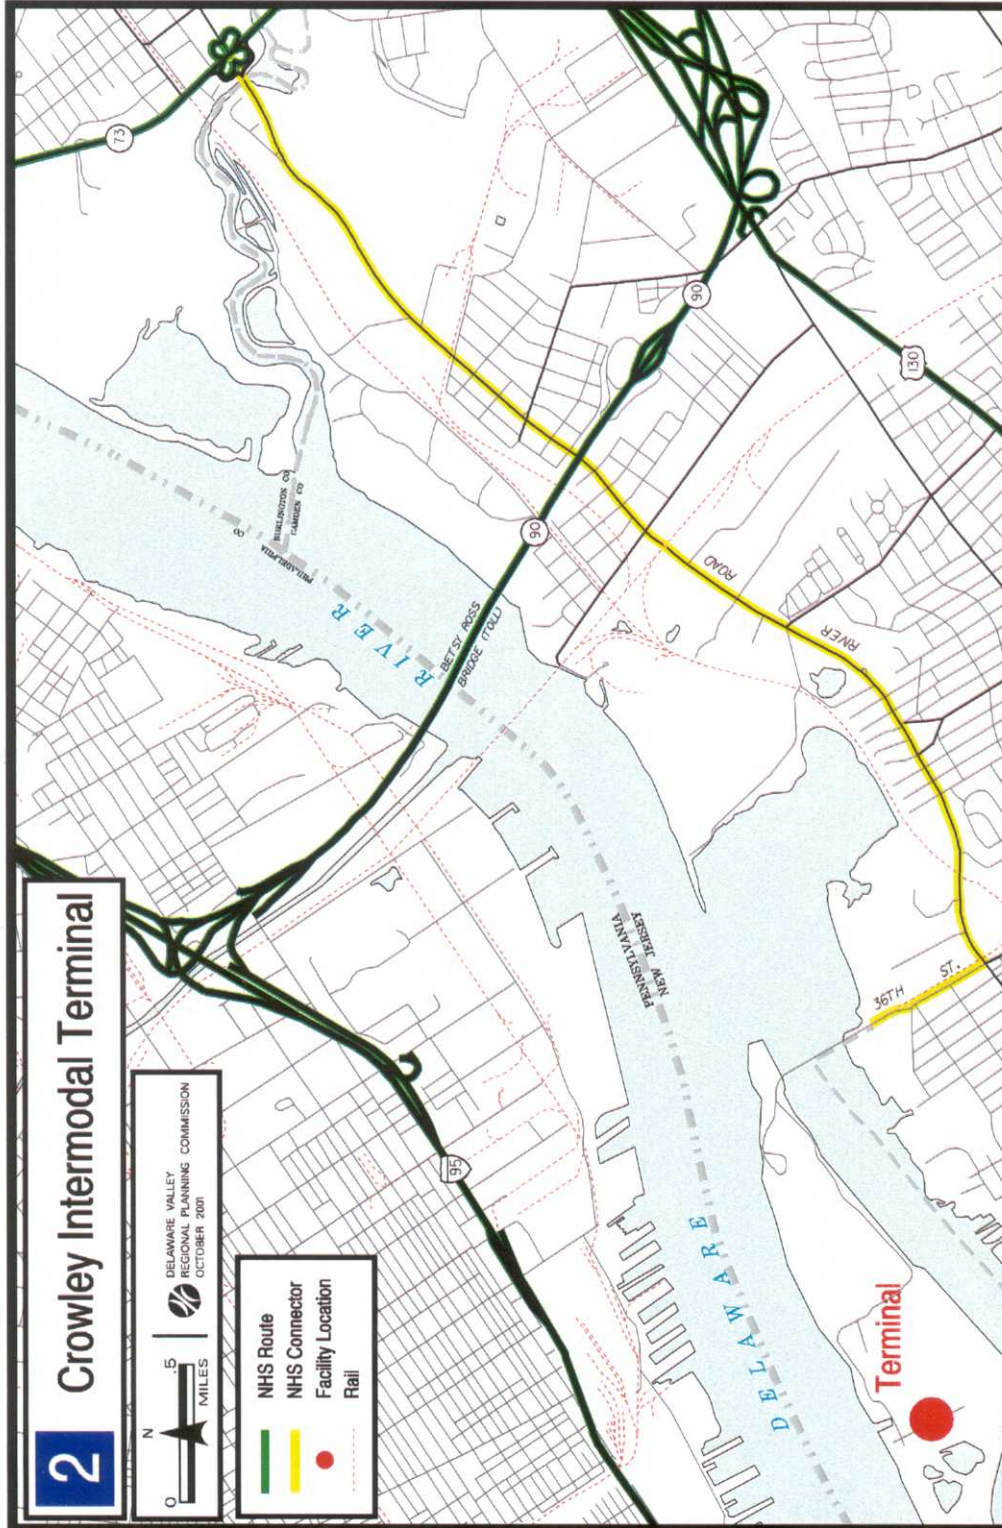 2
Crowley Intermodal Terminal
N
0 .5
MILES
DELAWARE VALLEY
REGIONAL PLANNING COMMISSION
OCTOBER 2001
NHS Route
NHS Connector
Facility Location
Rail
73
90
90
130
95
BURLINGTON CO
CAMDEN CO
PHILADELPHIA CO
RIVER
BETSY ROSS
BRIDGE (TOLL)
RIVER ROAD
PENNSYLVANIA
NEW JERSEY
36TH ST.
DELAWARE
Terminal